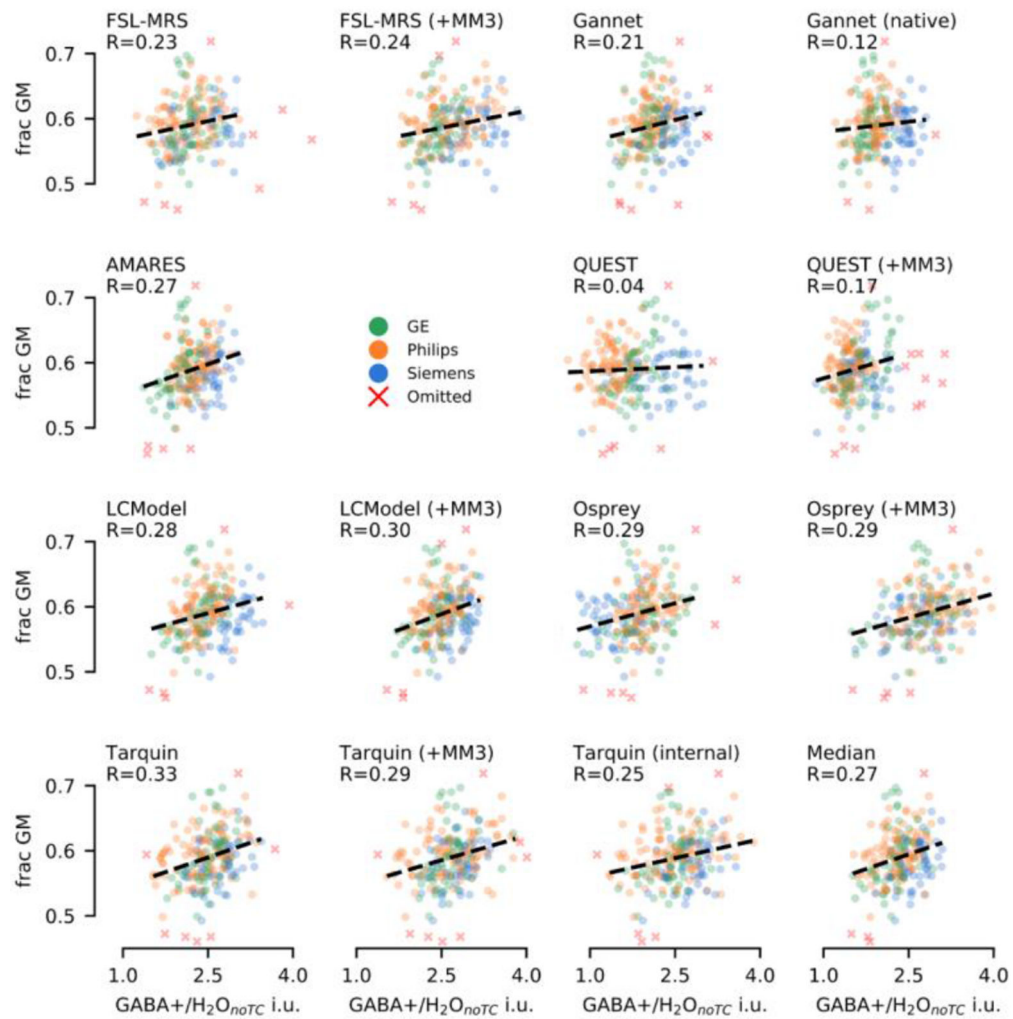 FSL-MRS
R=0.23
FSL-MRS (+MM3)
R=0.24
Gannet
R=0.21
Gannet (native)
R=0.12
0.7
0.6
0.5
frac GM
AMARES
R=0.27
GE
Philips
Siemens
Omitted
QUEST
R=0.04
QUEST (+MM3)
R=0.17
0.7
0.6
0.5
frac GM
LCModel
R=0.28
LCModel (+MM3)
R=0.30
Osprey
R=0.29
Osprey (+MM3)
R=0.29
0.7
0.6
0.5
frac GM
Tarquin
R=0.33
Tarquin (+MM3)
R=0.29
Tarquin (internal)
R=0.25
Median
R=0.27
0.7
0.6
0.5
frac GM
1.0 2.5 4.0
1.0 2.5 4.0
1.0 2.5 4.0
1.0 2.5 4.0
GABA+/H₂OnoTC i.u.
GABA+/H₂OnoTC i.u.
GABA+/H₂OnoTC i.u.
GABA+/H₂OnoTC i.u.